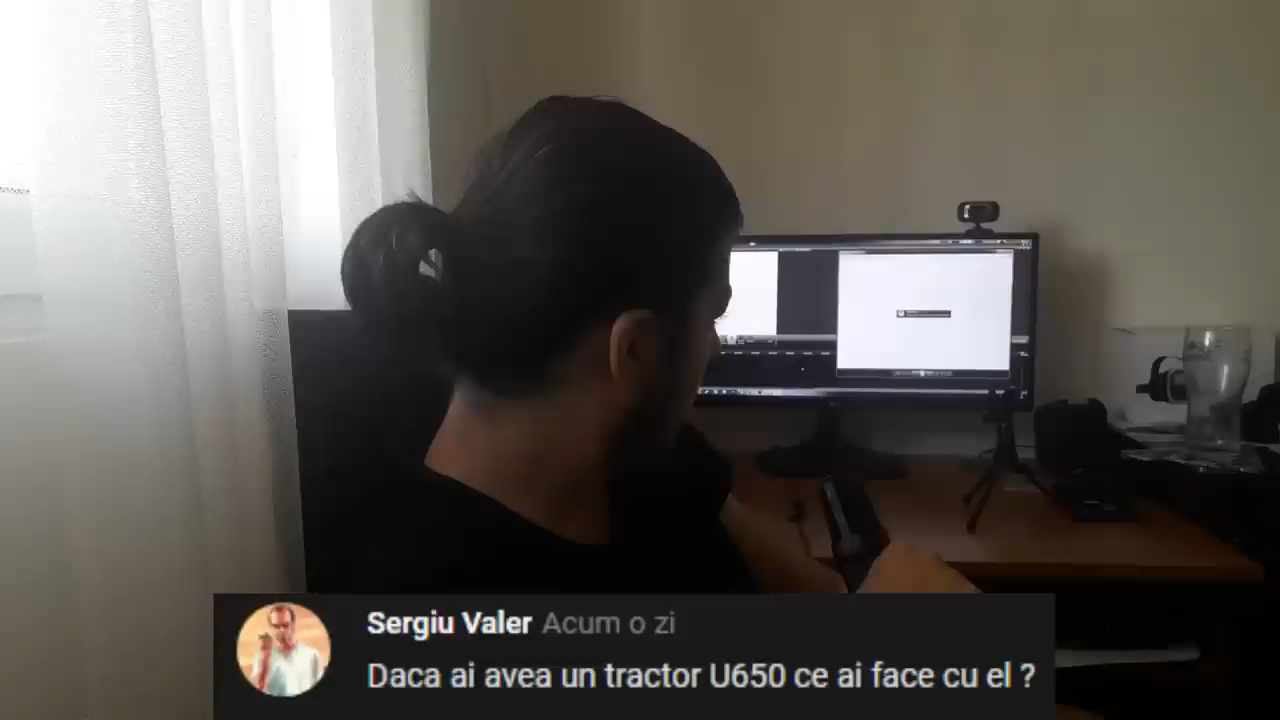 Sergiu Valer Acum o zi
Daca ai avea un tractor U650 ce ai face cu el ?